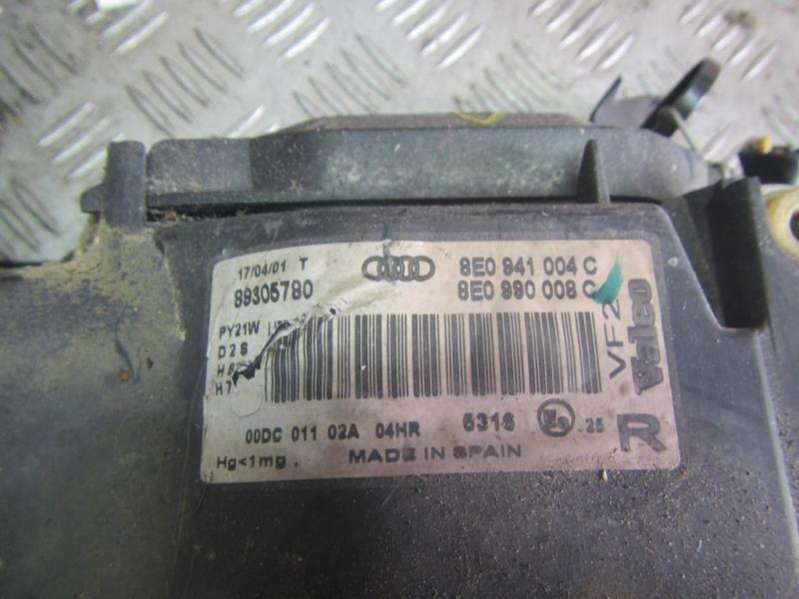 17/04/01 T
8E0 941 004 C
89305780
8E0 990 008 C
PY21W
D2S
H7
VF2
Valeo
00DC 011 02A 04HR
5316
.25
R
Hg<1mg.
MADE IN SPAIN